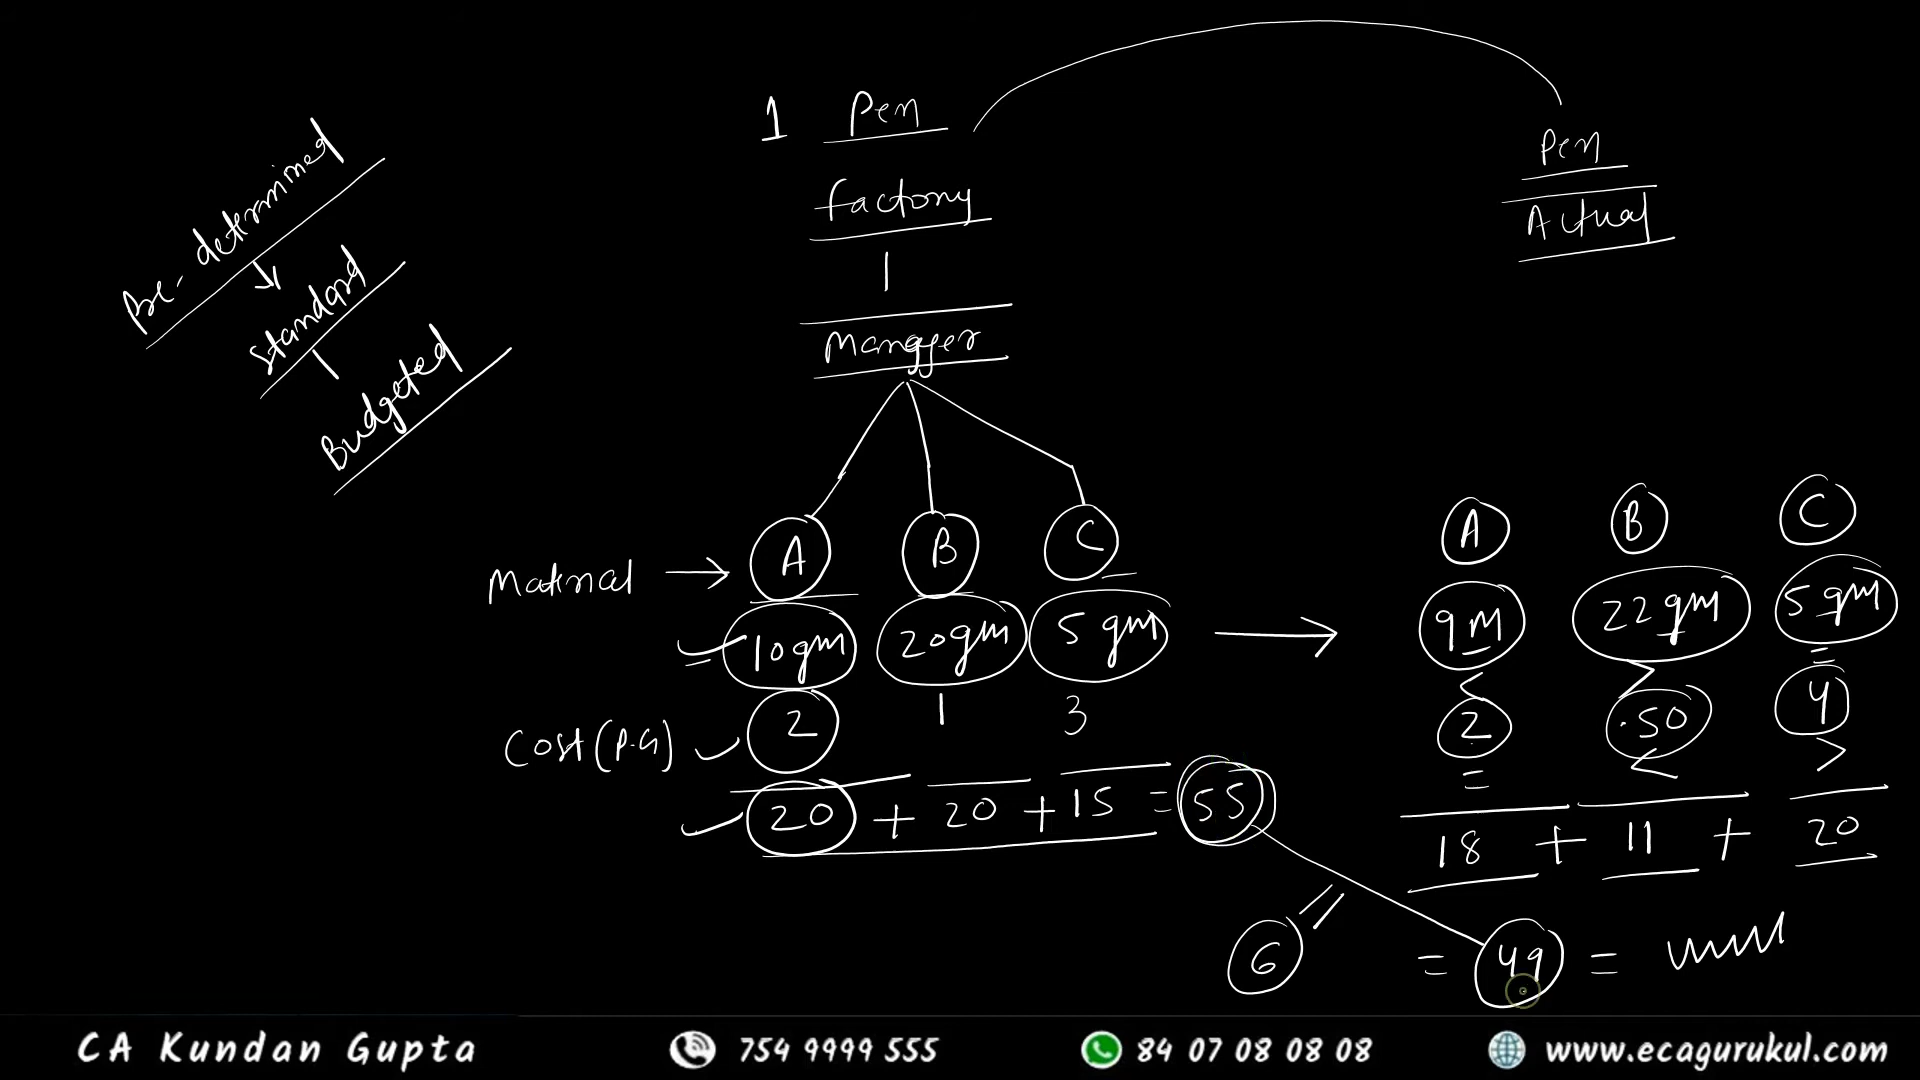 1 Pen
Factory
Manager
Pre-determined
Standard
Budgeted
Pen
Actual
Material → A B C
10gm 20gm 5gm → 9m 22gm 5gm
Cost (P.G) 2 1 3
20 + 20 + 15 = 55
A B C
< > =
2 .50 4
= < >
18 + 11 + 20
6 = 49 =
CA Kundan Gupta 754 9999 555 84 07 08 08 08 www.ecagurukul.com